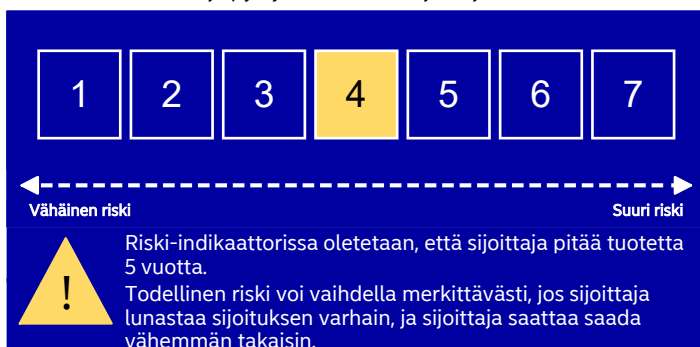 1 2 3 4 5 6 7
Vähäinen riski Suuri riski
Riski-indikaattorissa oletetaan, että sijoittaja pitää tuotetta
5 vuotta.
!
Todellinen riski voi vaihdella merkittävästi, jos sijoittaja
lunastaa sijoituksen varhain, ja sijoittaja saattaa saada
vähemmän takaisin.